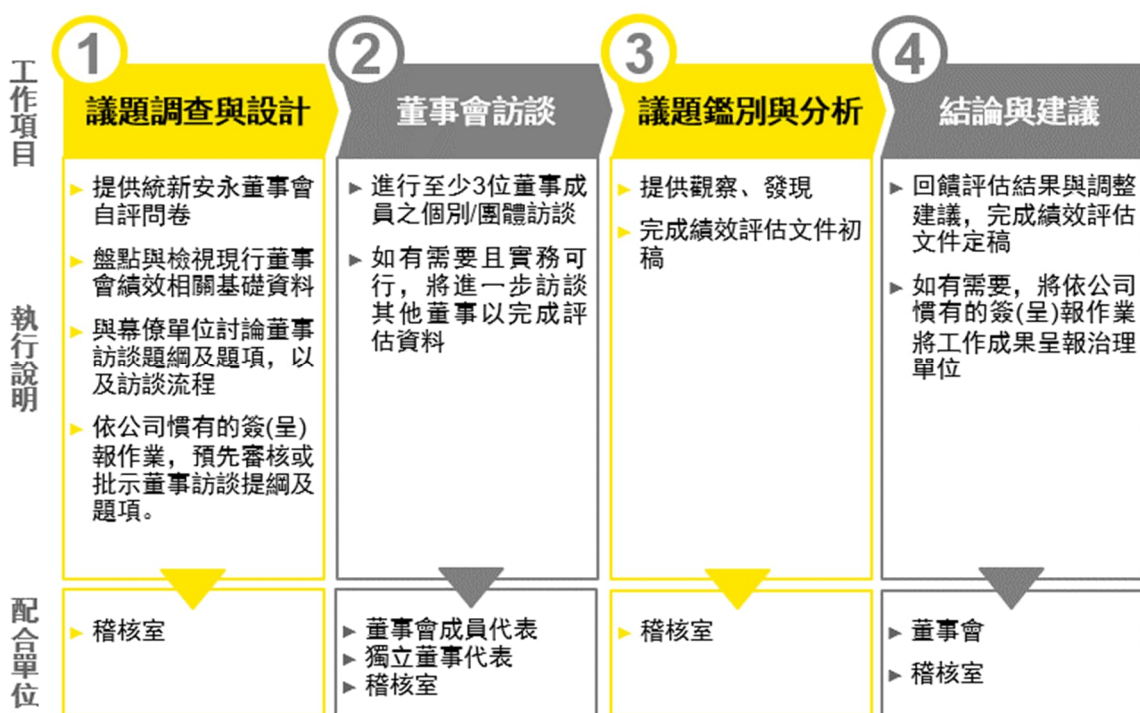 工作項目
1
議題調查與設計
2
董事會訪談
3
議題鑑別與分析
4
結論與建議
執行說明
提供統新安永董事會
自評問卷
盤點與檢視現行董事
會績效相關基礎資料
與幕僚單位討論董事
訪談題綱及題項，以
及訪談流程
依公司慣有的簽(呈)
報作業，預先審核或
批示董事訪談提綱及
題項。
進行至少3位董事成
員之個別/團體訪談
如有需要且實務可
行，將進一步訪談
其他董事以完成評
估資料
提供觀察、發現
完成績效評估文件初
稿
回饋評估結果與調整
建議，完成績效評估
文件定稿
如有需要，將依公司
慣有的簽(呈)報作業
將工作成果呈報治理
單位
配合單位
稽核室
董事會成員代表
獨立董事代表
稽核室
稽核室
董事會
稽核室